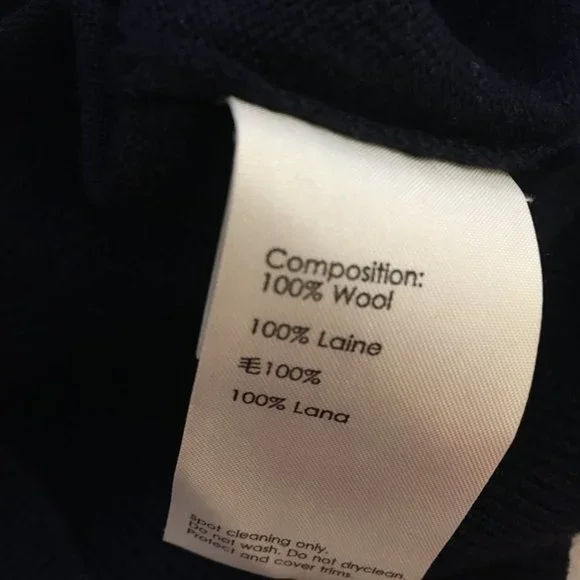 Composition:
100% Wool
100% Laine
毛100%
100% Lana
Spot cleaning only.
Do not wash. Do not dryclean.
Protect and cover trims